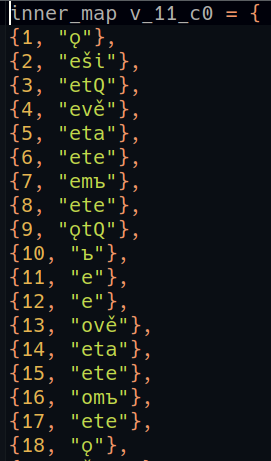 inner_map v_11_c0 = {
{1, "ǫ"},
{2, "eši"},
{3, "etQ"},
{4, "evě"},
{5, "eta"},
{6, "ete"},
{7, "emъ"},
{8, "ete"},
{9, "ǫtQ"},
{10, "ъ"},
{11, "e"},
{12, "e"},
{13, "ově"},
{14, "eta"},
{15, "ete"},
{16, "omъ"},
{17, "ete"},
{18, "ǫ"},